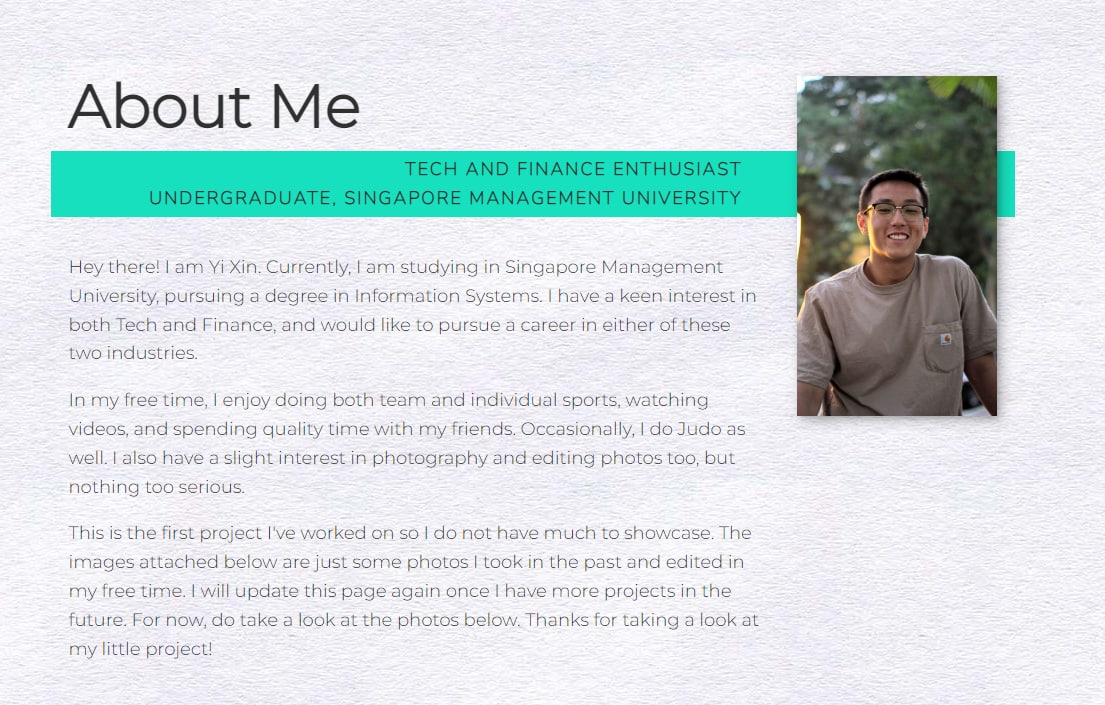 About Me
TECH AND FINANCE ENTHUSIAST
UNDERGRADUATE, SINGAPORE MANAGEMENT UNIVERSITY
Hey there! I am Yi Xin. Currently, I am studying in Singapore Management
University, pursuing a degree in Information Systems. I have a keen interest in
both Tech and Finance, and would like to pursue a career in either of these
two industries.
In my free time, I enjoy doing both team and individual sports, watching
videos, and spending quality time with my friends. Occasionally, I do Judo as
well. I also have a slight interest in photography and editing photos too, but
nothing too serious.
This is the first project I've worked on so I do not have much to showcase. The
images attached below are just some photos I took in the past and edited in
my free time. I will update this page again once I have more projects in the
future. For now, do take a look at the photos below. Thanks for taking a look at
my little project!